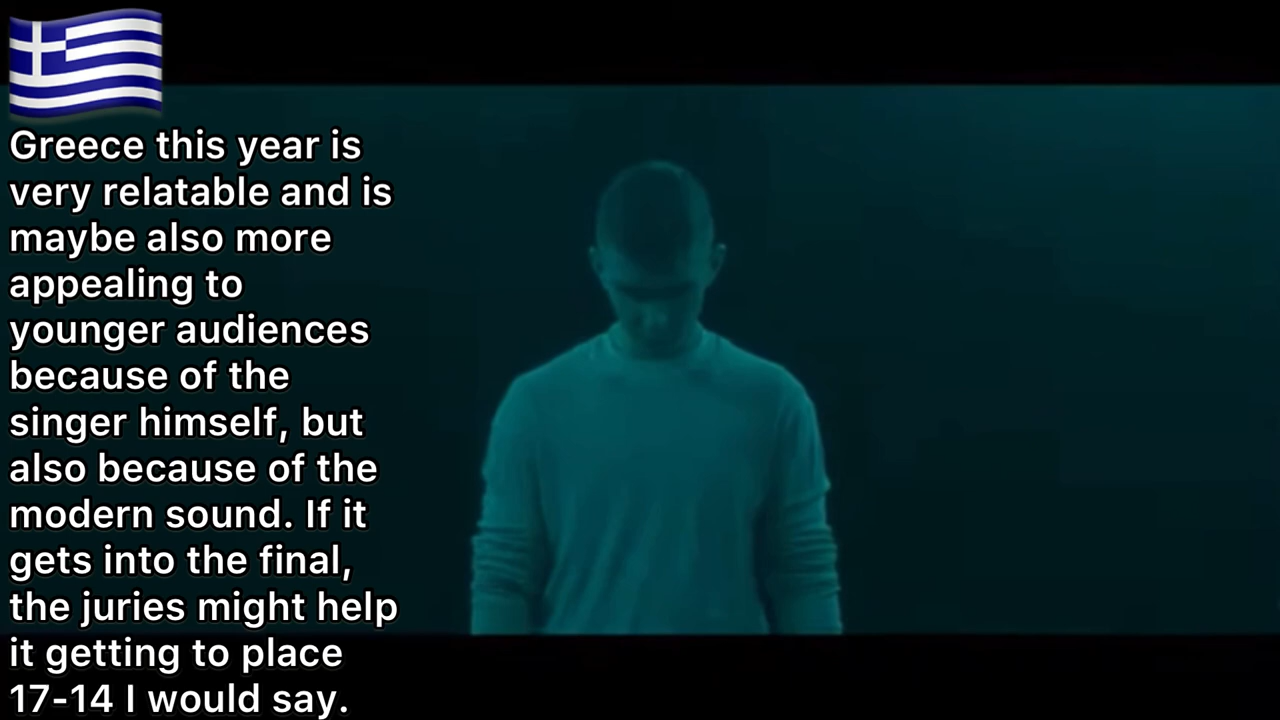 Greece this year is
very relatable and is
maybe also more
appealing to
younger audiences
because of the
singer himself, but
also because of the
modern sound. If it
gets into the final,
the juries might help
it getting to place
17-14 I would say.